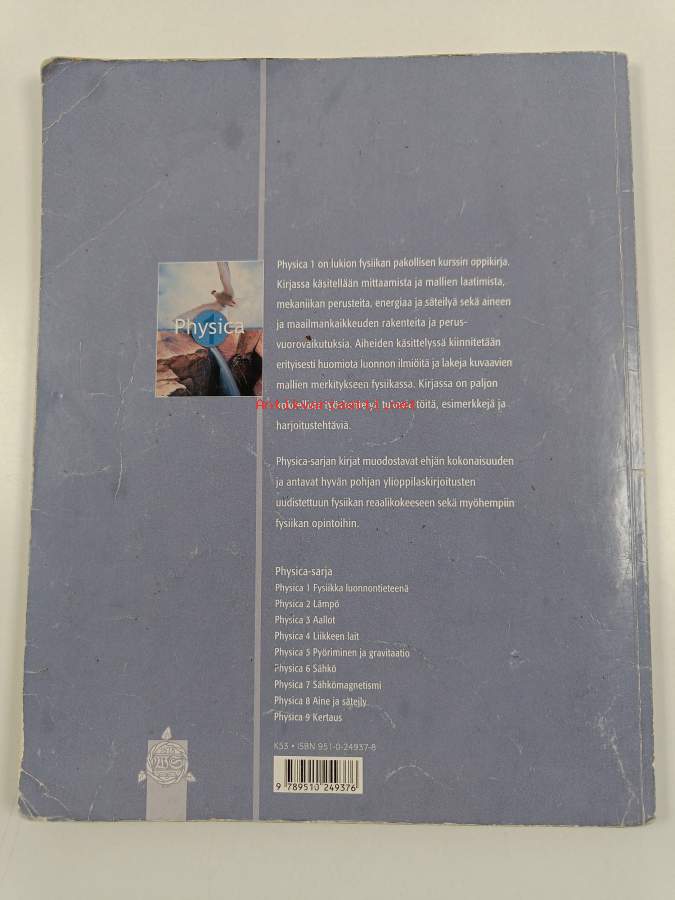 Physica 1 on lukion fysiikan pakollisen kurssin oppikirja.
Kirjassa käsitellään mittaamista ja mallien laatimista,
mekaniikan perusteita, energiaa ja säteilyä sekä aineen
ja maailmankaikkeuden rakenteita ja perus-
vuorovaikutuksia. Aiheiden käsittelyssä kiinnitetään
erityisesti huomiota luonnon ilmiöitä ja lakeja kuvaavien
mallien merkitykseen fysiikassa. Kirjassa on paljon
töitä, esimerkkejä ja
harjoitustehtäviä.
Physica-sarjan kirjat muodostavat ehjän kokonaisuuden
ja antavat hyvän pohjan ylioppilaskirjoitusten
uudistettuun fysiikan reaalikokeeseen sekä myöhempiin
fysiikan opintoihin.
Physica
1
Physica-sarja
Physica 1 Fysiikka luonnontieteenä
Physica 2 Lämpö
Physica 3 Aallot
Physica 4 Liikkeen lait
Physica 5 Pyöriminen ja gravitaatio
Physica 6 Sähkö
Physica 7 Sähkömagnetismi
Physica 8 Aine ja säteily
Physica 9 Kertaus
K53 • ISBN 951-0-24937-8
9 789510 249376
WS